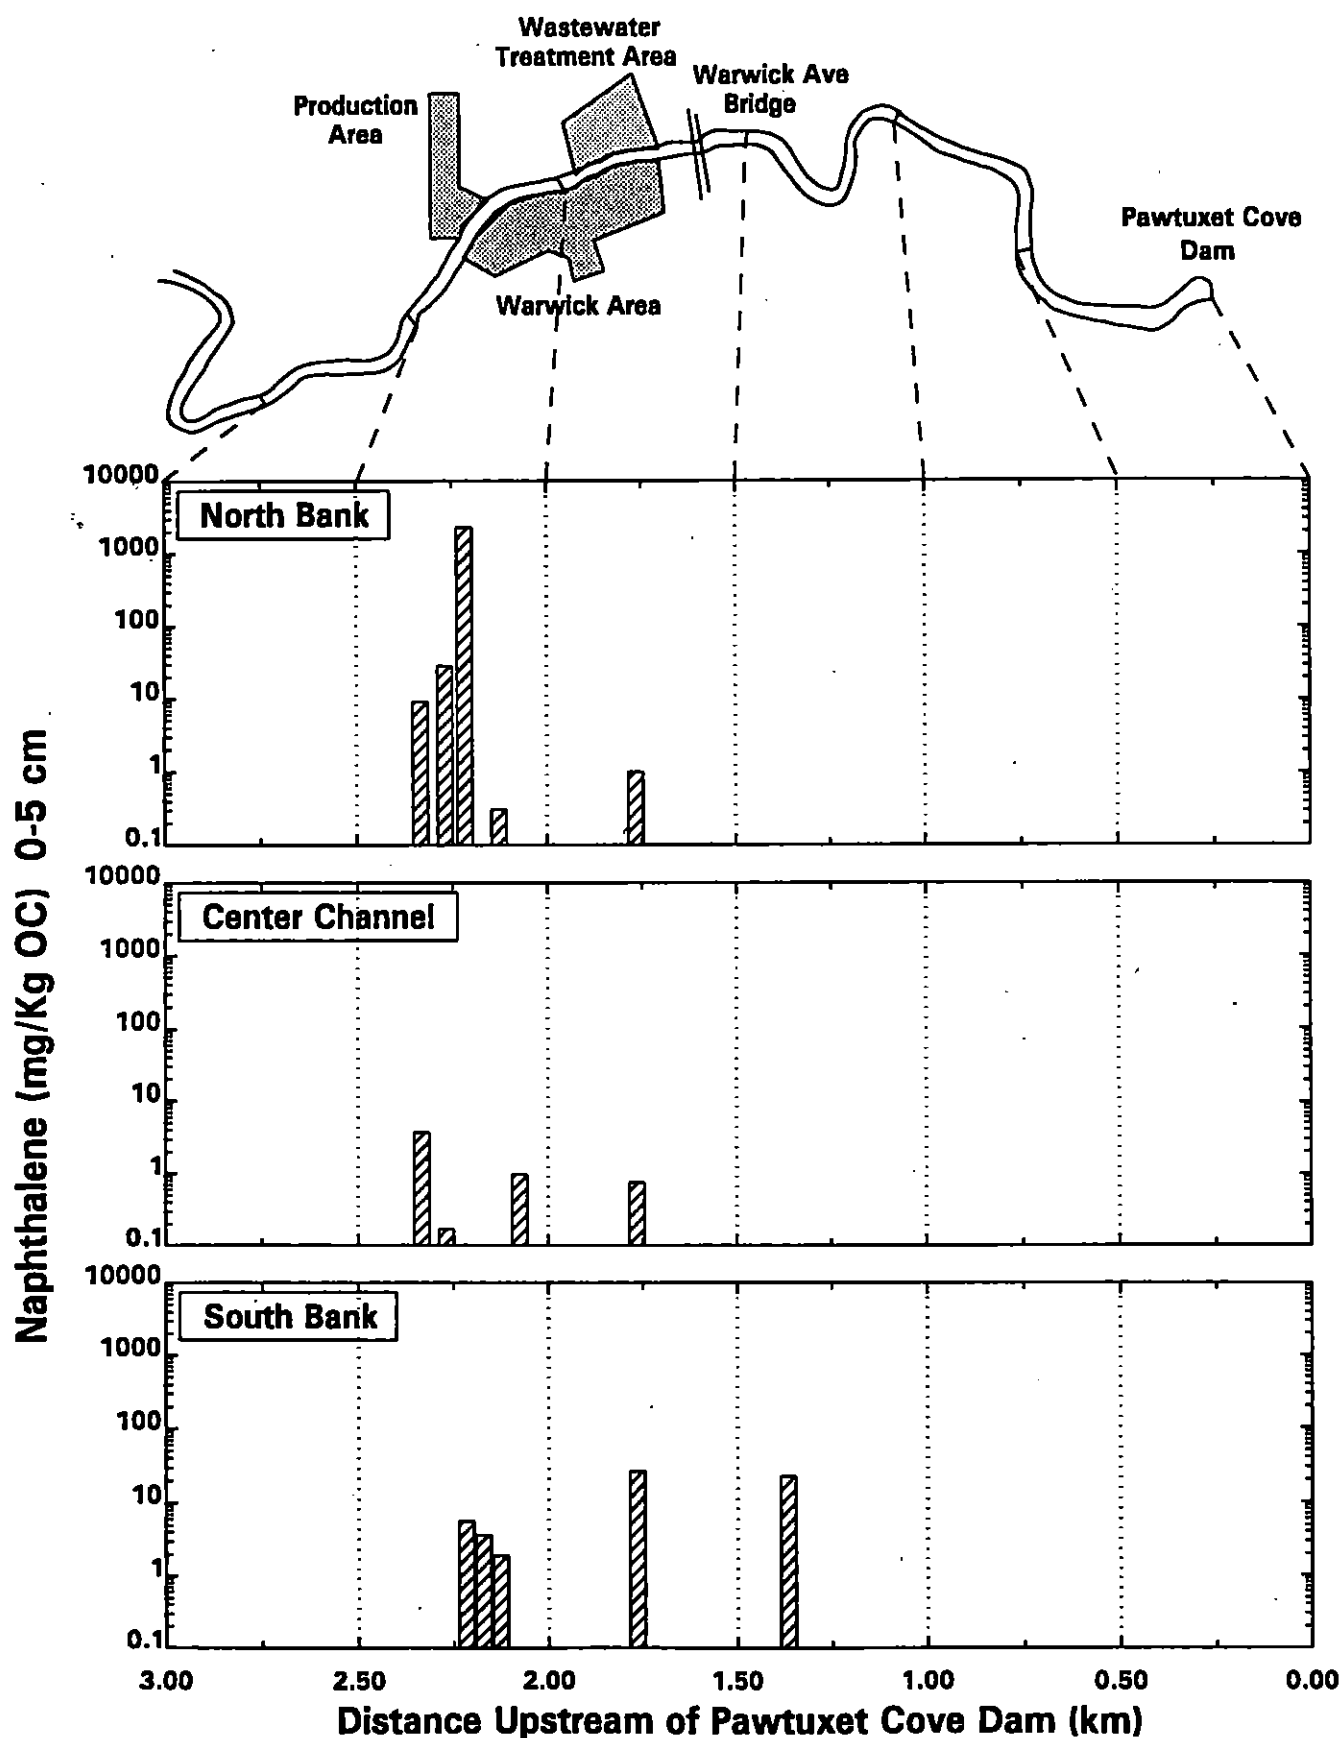 Wastewater
Treatment Area
Warwick Ave
Bridge
Production
Area
Pawtuxet Cove
Dam
Warwick Area
Naphthalene (mg/Kg OC) 0-5 cm
10000
North Bank
1000
100
10
1
0.1
10000
Center Channel
1000
100
10
1
0.1
10000
South Bank
1000
100
10
1
0.1
3.00 2.50 2.00 1.50 1.00 0.50 0.00
Distance Upstream of Pawtuxet Cove Dam (km)